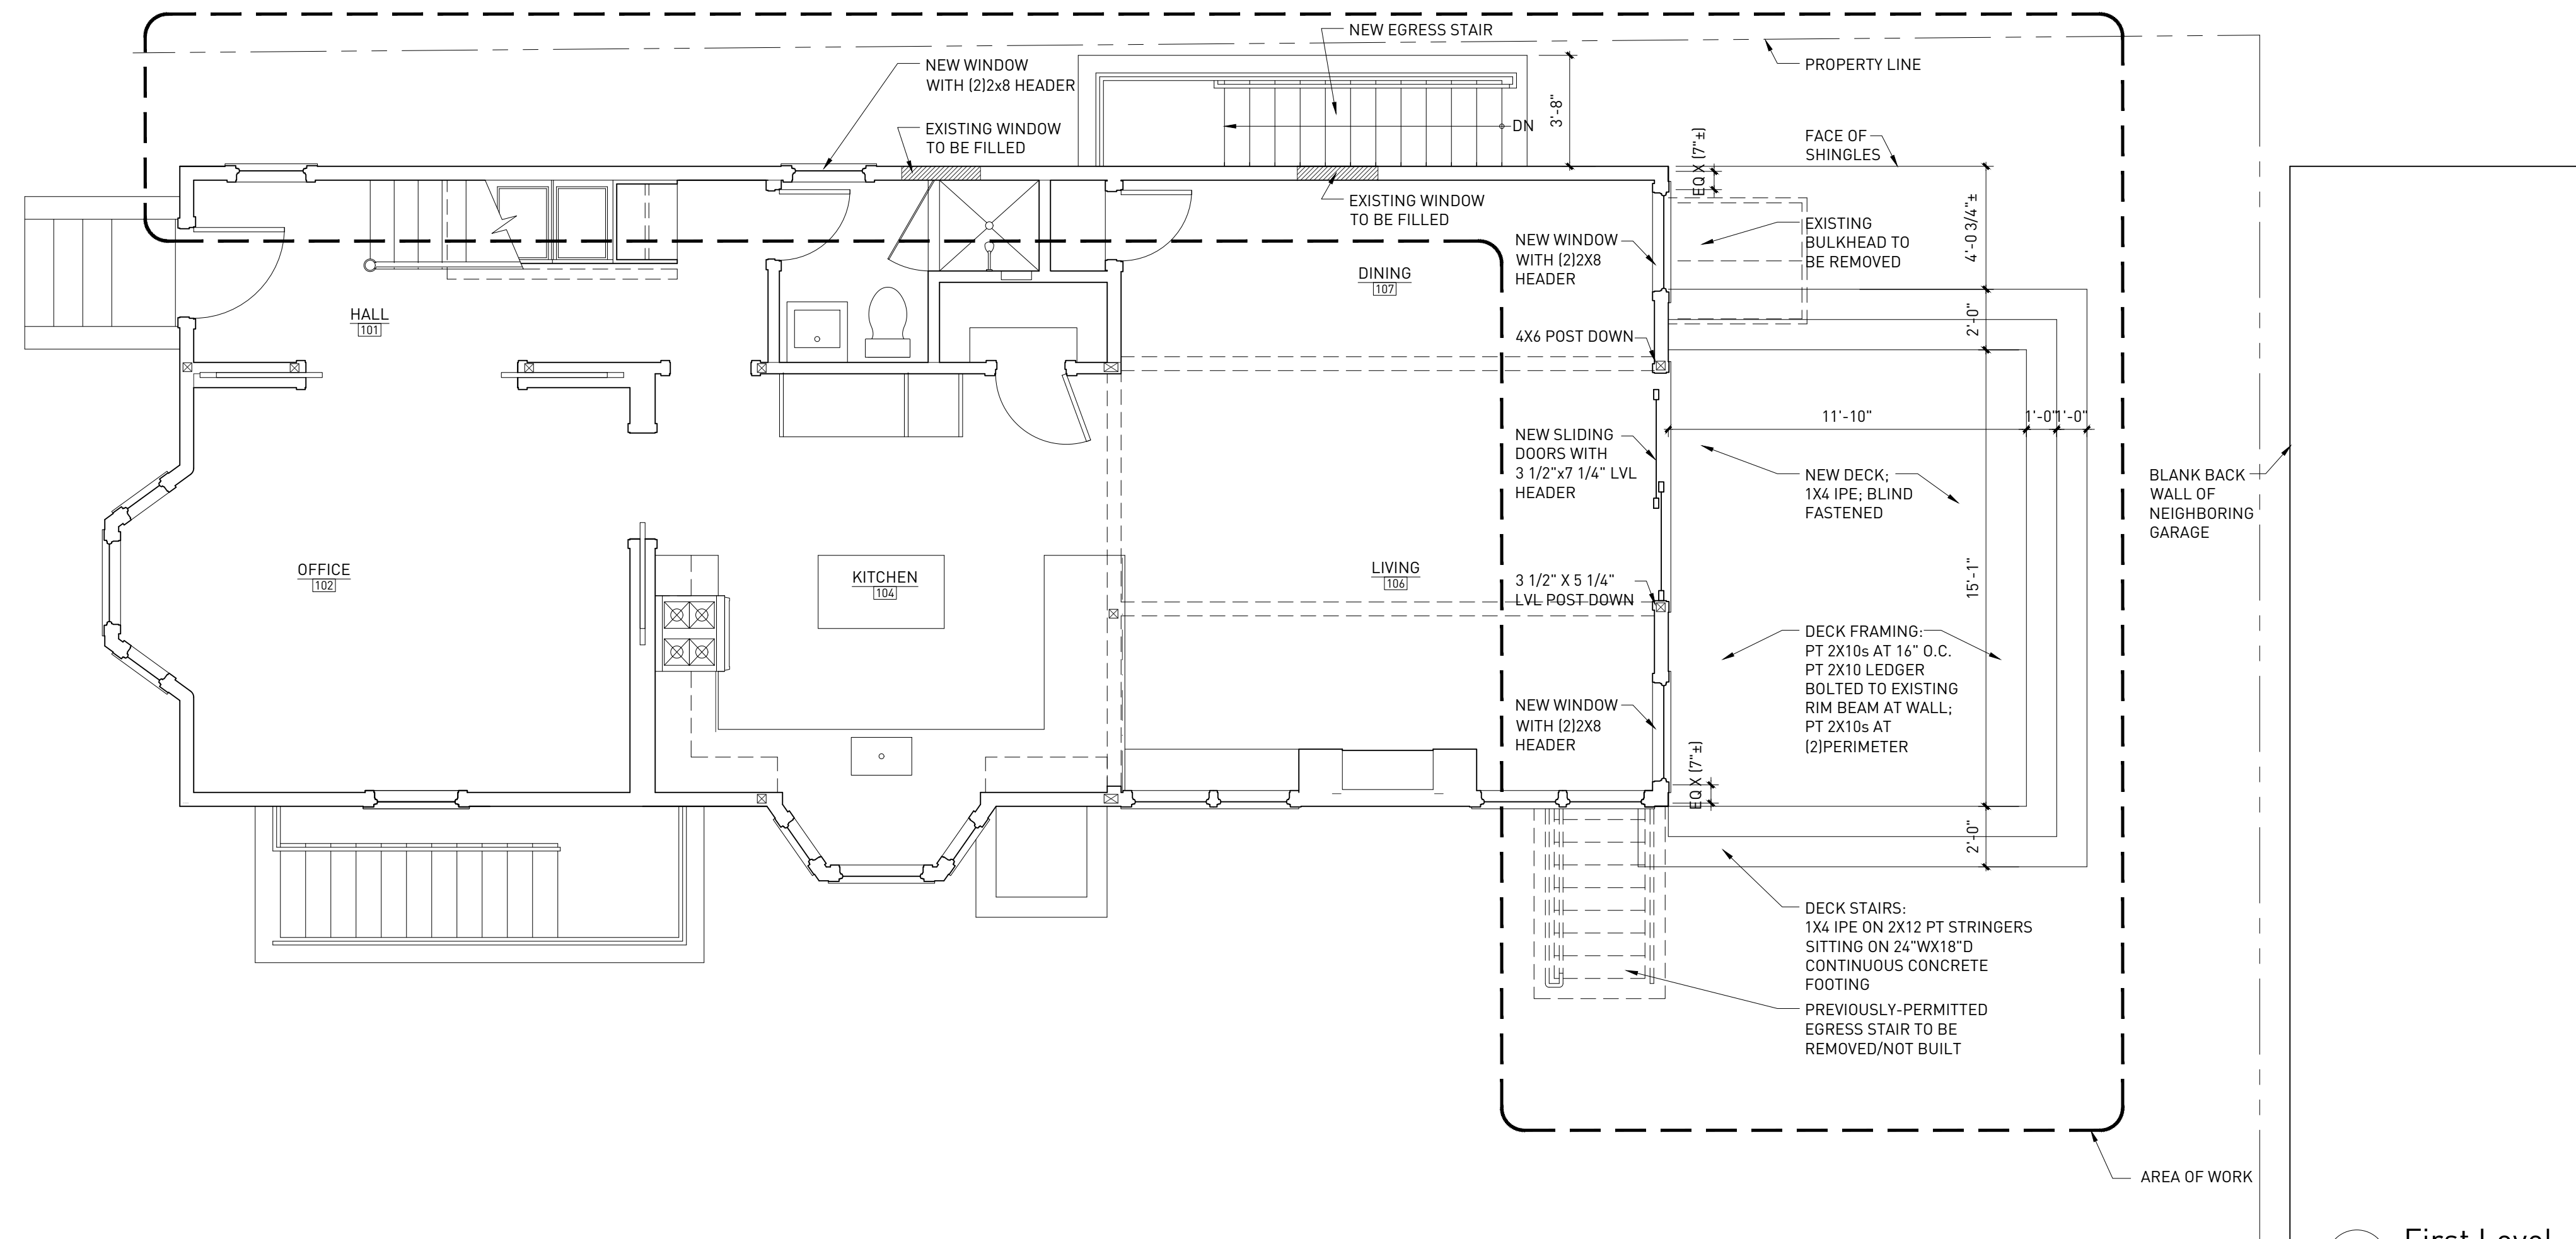 NEW EGRESS STAIR
NEW WINDOW
WITH (2)2x8 HEADER
PROPERTY LINE
EXISTING WINDOW
TO BE FILLED
DN
3'-8"
EQ X (7"±)
FACE OF
SHINGLES
EXISTING WINDOW
TO BE FILLED
NEW WINDOW
WITH (2)2X8
HEADER
EXISTING
BULKHEAD TO
BE REMOVED
4'-0 3/4"±
DINING
107
HALL
101
2'-0"
4X6 POST DOWN
11'-10"
1'-0"
1'-0"
NEW SLIDING
DOORS WITH
3 1/2"x7 1/4" LVL
HEADER
NEW DECK;
1X4 IPE; BLIND
FASTENED
BLANK BACK
WALL OF
NEIGHBORING
GARAGE
OFFICE
102
KITCHEN
104
LIVING
106
3 1/2" X 5 1/4"
LVL POST DOWN
15'-1"
DECK FRAMING:
PT 2X10s AT 16" O.C.
PT 2X10 LEDGER
BOLTED TO EXISTING
RIM BEAM AT WALL;
PT 2X10s AT
(2)PERIMETER
NEW WINDOW
WITH (2)2X8
HEADER
EQ X (7"±)
2'-0"
DECK STAIRS:
1X4 IPE ON 2X12 PT STRINGERS
SITTING ON 24"WX18"D
CONTINUOUS CONCRETE
FOOTING
PREVIOUSLY-PERMITTED
EGRESS STAIR TO BE
REMOVED/NOT BUILT
AREA OF WORK
First Level